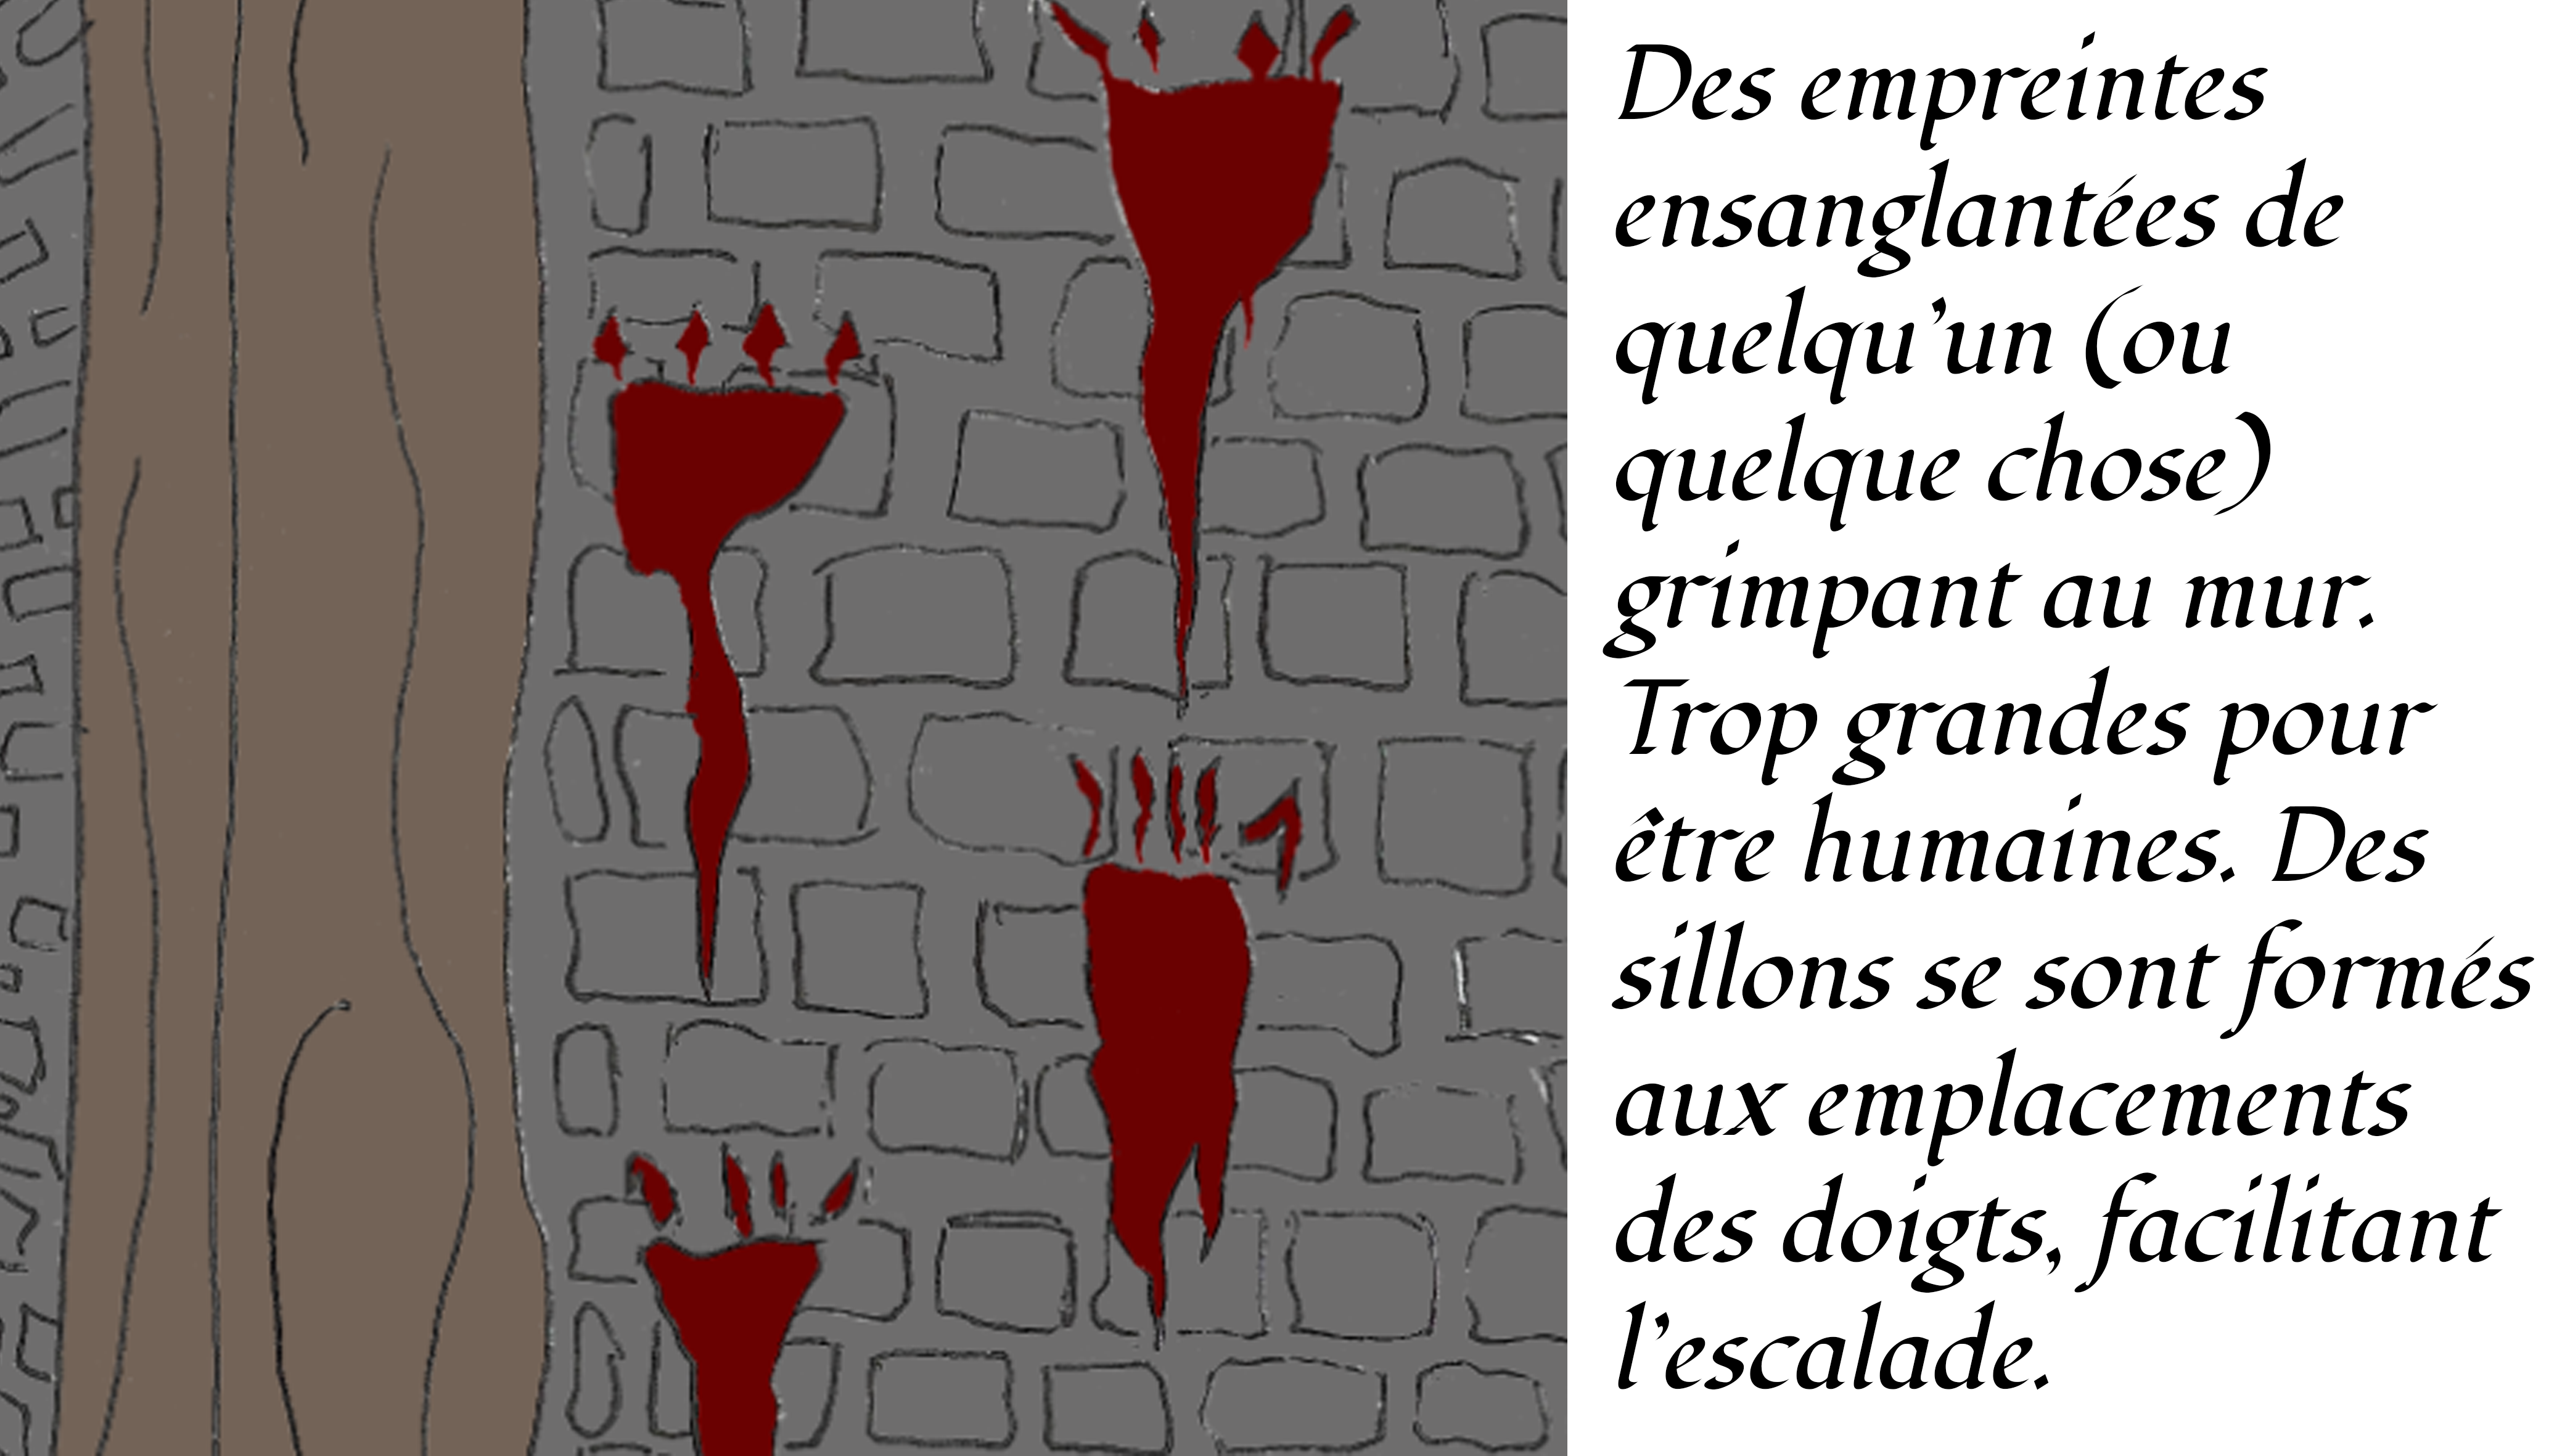 Des empreintes
ensanglantées de
quelqu’un (ou
quelque chose)
grimpant au mur.
Trop grandes pour
être humaines. Des
sillons se sont formés
aux emplacements
des doigts, facilitant
l’escalade.